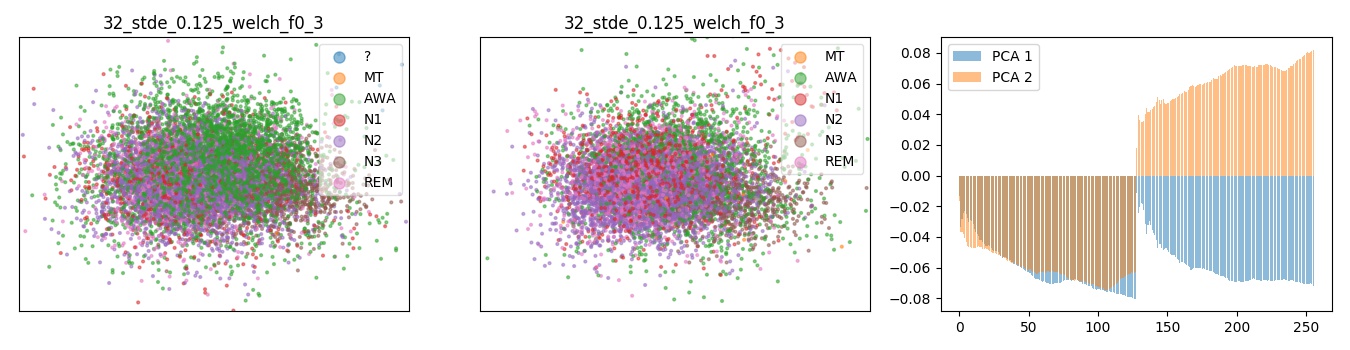 32_stde_0.125_welch_f0_3
?
MT
AWA
N1
N2
N3
REM
32_stde_0.125_welch_f0_3
MT
AWA
N1
N2
N3
REM
PCA 1
PCA 2
0.08
0.06
0.04
0.02
0.00
−0.02
−0.04
−0.06
−0.08
0
50
100
150
200
250